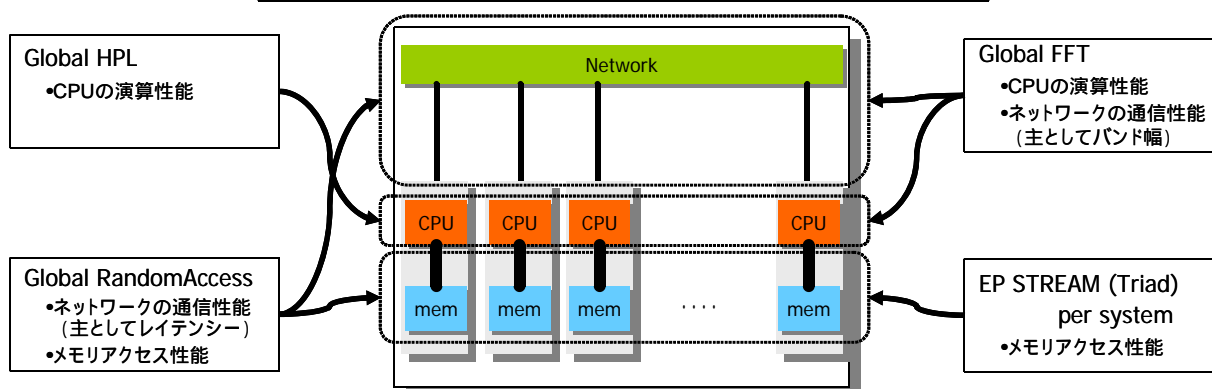 Global HPL
•CPUの演算性能
Global RandomAccess
•ネットワークの通信性能
(主としてレイテンシー)
•メモリアクセス性能
Network
CPU
CPU
CPU
CPU
mem
mem
mem
....
mem
Global FFT
•CPUの演算性能
•ネットワークの通信性能
(主としてバンド幅)
EP STREAM (Triad)
per system
•メモリアクセス性能